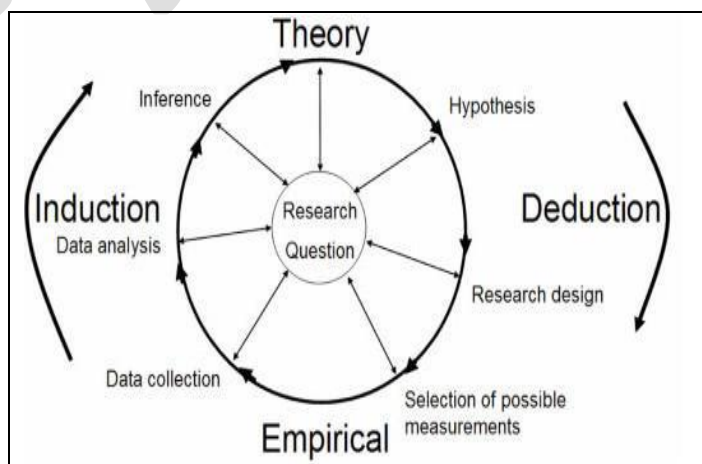 Theory
Inference
Hypothesis
Research
Question
Induction
Deduction
Data analysis
Research design
Data collection
Selection of possible
measurements
Empirical